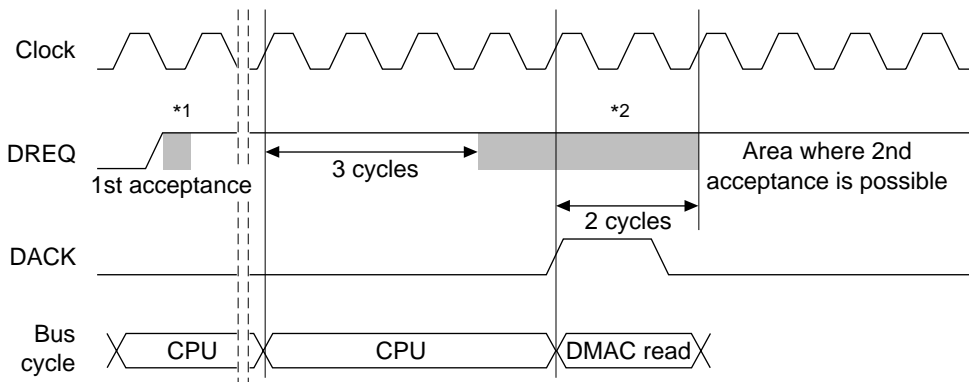 Clock
*1
*2
DREQ
3 cycles
Area where 2nd
1st acceptance
acceptance is possible
2 cycles
DACK
Bus
cycle
CPU
CPU
DMAC read